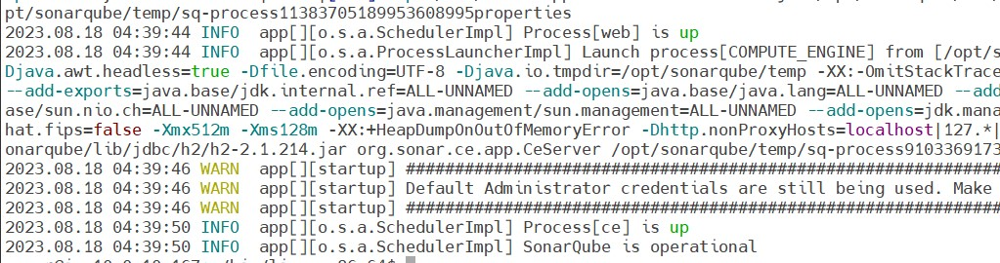 pt/sonarqube/temp/sq-process11383705189953608995properties
2023.08.18 04:39:44 INFO  app[][o.s.a.SchedulerImpl] Process[web] is up
2023.08.18 04:39:44 INFO  app[][o.s.a.ProcessLauncherImpl] Launch process[COMPUTE_ENGINE] from [/opt/s
Djava.awt.headless=true -Dfile.encoding=UTF-8 -Djava.io.tmpdir=/opt/sonarqube/temp -XX:-OmitStackTrace
--add-exports=java.base/jdk.internal.ref=ALL-UNNAMED --add-opens=java.base/java.lang=ALL-UNNAMED --add
ase/sun.nio.ch=ALL-UNNAMED --add-opens=java.management/sun.management=ALL-UNNAMED --add-opens=jdk.mana
hat.fips=false -Xmx512m -Xms128m -XX:+HeapDumpOnOutOfMemoryError -Dhttp.nonProxyHosts=localhost|127.*|
onarqube/lib/jdbc/h2/h2-2.1.214.jar org.sonar.ce.app.CeServer /opt/sonarqube/temp/sq-process9103369173
2023.08.18 04:39:46 WARN  app[][startup] #############################################################
2023.08.18 04:39:46 WARN  app[][startup] Default Administrator credentials are still being used. Make
2023.08.18 04:39:46 WARN  app[][startup] #############################################################
2023.08.18 04:39:50 INFO  app[][o.s.a.SchedulerImpl] Process[ce] is up
2023.08.18 04:39:50 INFO  app[][o.s.a.SchedulerImpl] SonarQube is operational